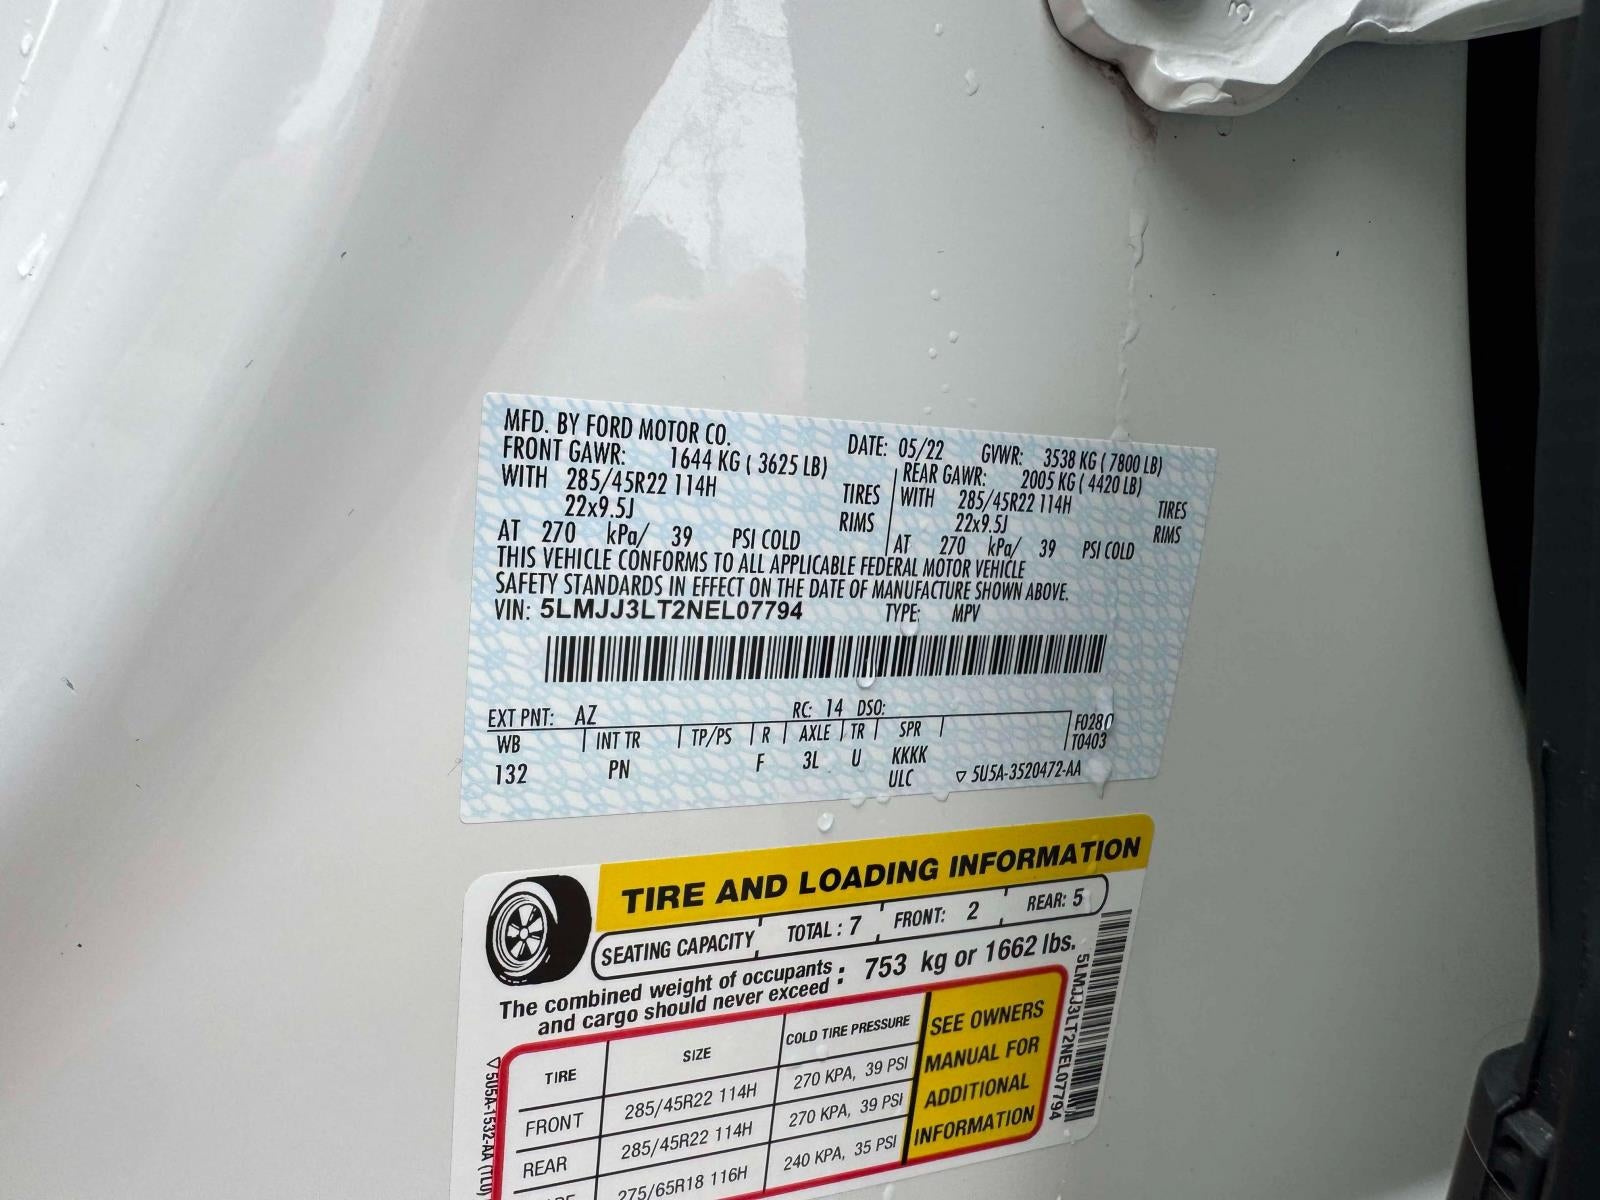 3
MFD. BY FORD MOTOR CO. DATE: 05/22 GVWR: 3538 KG ( 7800 LB)
FRONT GAWR: 1644 KG ( 3625 LB) REAR GAWR: 2005 KG ( 4420 LB)
WITH 285/45R22 114H TIRES WITH 285/45R22 114H TIRES
22x9.5J RIMS 22x9.5J RIMS
AT 270 kPa/ 39 PSI COLD AT 270 kPa/ 39 PSI COLD
THIS VEHICLE CONFORMS TO ALL APPLICABLE FEDERAL MOTOR VEHICLE
SAFETY STANDARDS IN EFFECT ON THE DATE OF MANUFACTURE SHOWN ABOVE.
VIN: 5LMJJ3LT2NEL07794 TYPE: MPV
EXT PNT: AZ RC: 14 DSO: F0280
WB INT TR TP/PS R AXLE TR SPR T0403
132 PN F 3L U KKKK
ULC ▽ 5U5A-3520472-AA
TIRE AND LOADING INFORMATION
SEATING CAPACITY TOTAL : 7 FRONT: 2 REAR: 5
The combined weight of occupants
and cargo should never exceed : 753 kg or 1662 lbs.
TIRE SIZE COLD TIRE PRESSURE
FRONT 285/45R22 114H 270 KPA, 39 PSI
REAR 285/45R22 114H 270 KPA, 39 PSI
275/65R18 116H 240 KPA, 35 PSI
SEE OWNERS
MANUAL FOR
ADDITIONAL
INFORMATION
5LMJJ3LT2NEL07794
▽ 5U5A-1532-AA (TLU)